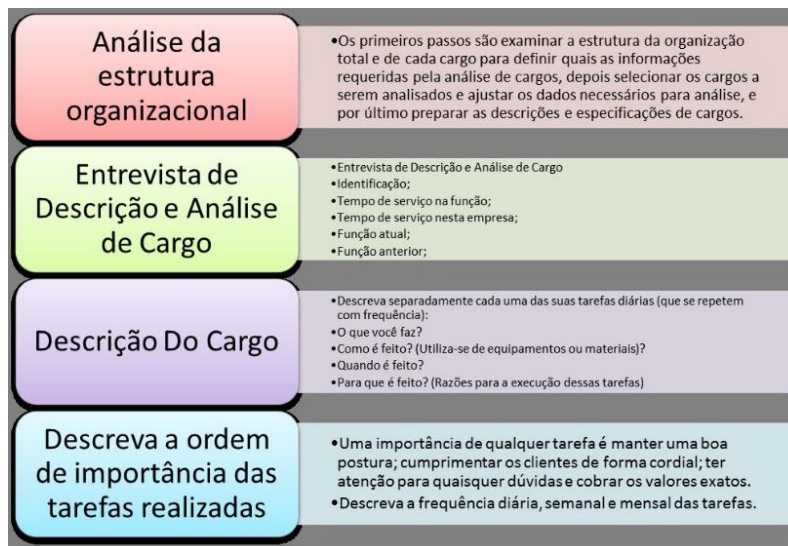 Análise da
estrutura
organizacional
•Os primeiros passos são examinar a estrutura da organização
total e de cada cargo para definir quais as informações
requeridas pela análise de cargos, depois selecionar os cargos a
serem analisados e ajustar os dados necessários para análise, e
por último preparar as descrições e especificações de cargos.
Entrevista de
Descrição e Análise
de Cargo
•Entrevista de Descrição e Análise de Cargo
•Identificação;
•Tempo de serviço na função;
•Tempo de serviço nesta empresa;
•Função atual;
•Função anterior;
Descrição Do Cargo
•Descreva separadamente cada uma das suas tarefas diárias (que se repetem
com frequência):
•O que você faz?
•Como é feito? (Utiliza-se de equipamentos ou materiais)?
•Quando é feito?
•Para que é feito? (Razões para a execução dessas tarefas)
Descreva a ordem
de importância das
tarefas realizadas
•Uma importância de qualquer tarefa é manter uma boa
postura; cumprimentar os clientes de forma cordial; ter
atenção para quaisquer dúvidas e cobrar os valores exatos.
•Descreva a frequência diária, semanal e mensal das tarefas.